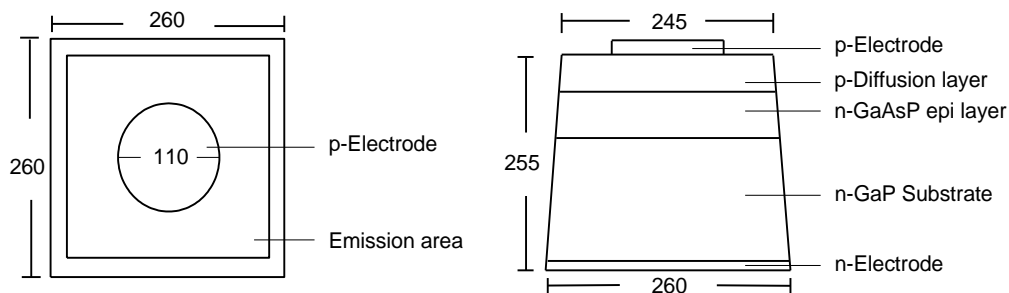 260
260
110
p-Electrode
Emission area
245
255
p-Electrode
p-Diffusion layer
n-GaAsP epi layer
n-GaP Substrate
n-Electrode
260